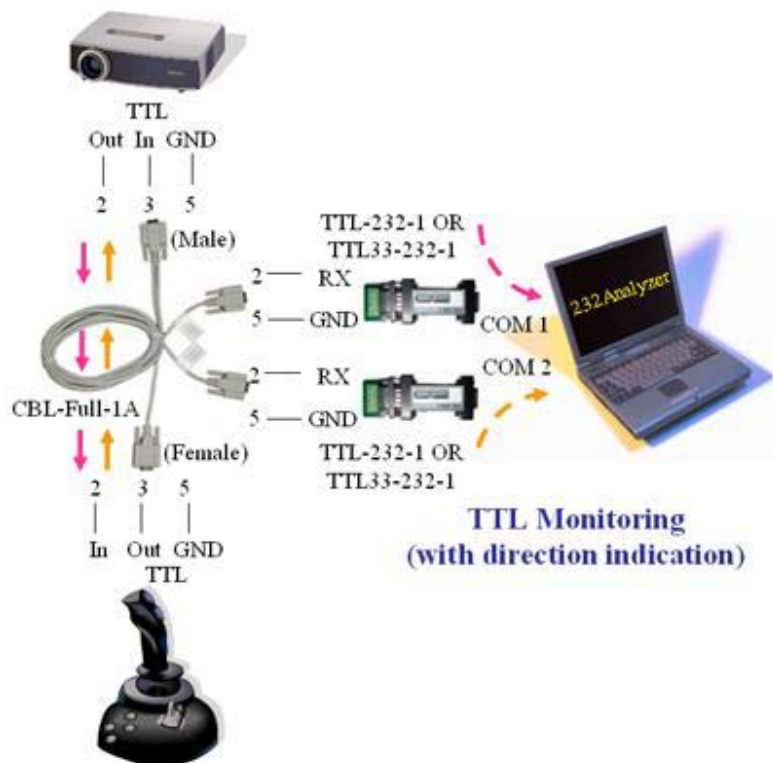 TTL
Out In GND
2 3 5
(Male)
TTL-232-1 OR
TTL33-232-1
2 RX
5 GND
COM 1
232Analyzer
COM 2
2 RX
5 GND
CBL-Full-1A
(Female)
TTL-232-1 OR
TTL33-232-1
2 3 5
In Out GND
TTL
TTL Monitoring
(with direction indication)